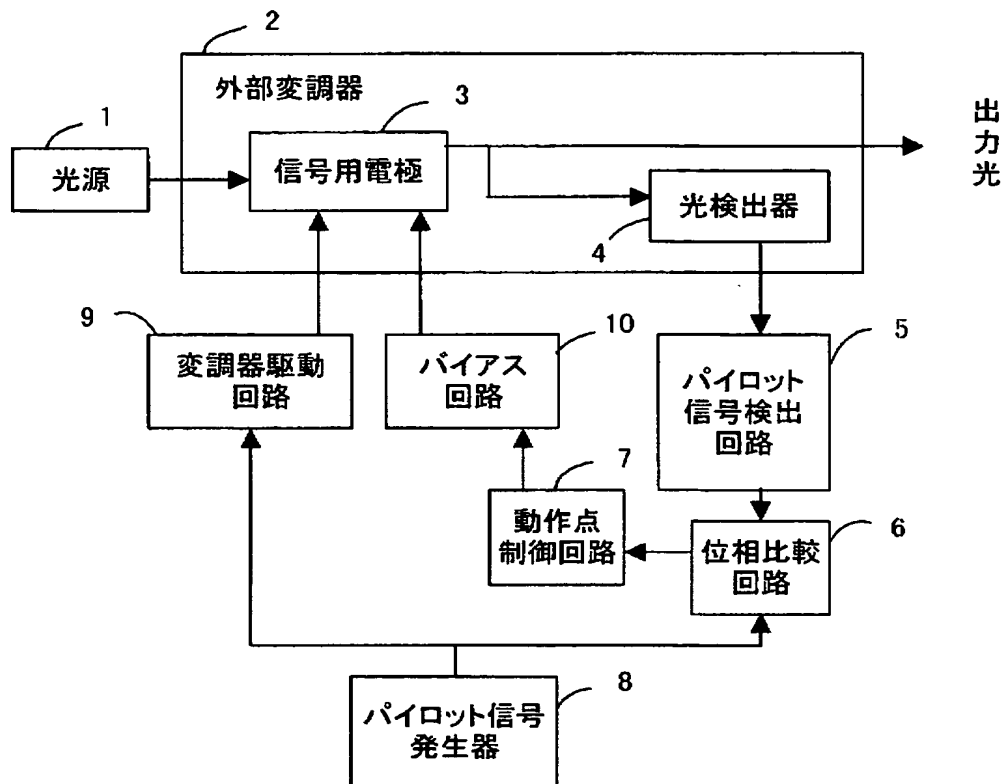 2
外部変調器
3
1
光源
信号用電極
出力光
光検出器
4
9
変調器駆動
回路
10
バイアス
回路
5
パイロット
信号検出
回路
7
動作点
制御回路
6
位相比較
回路
8
パイロット信号
発生器